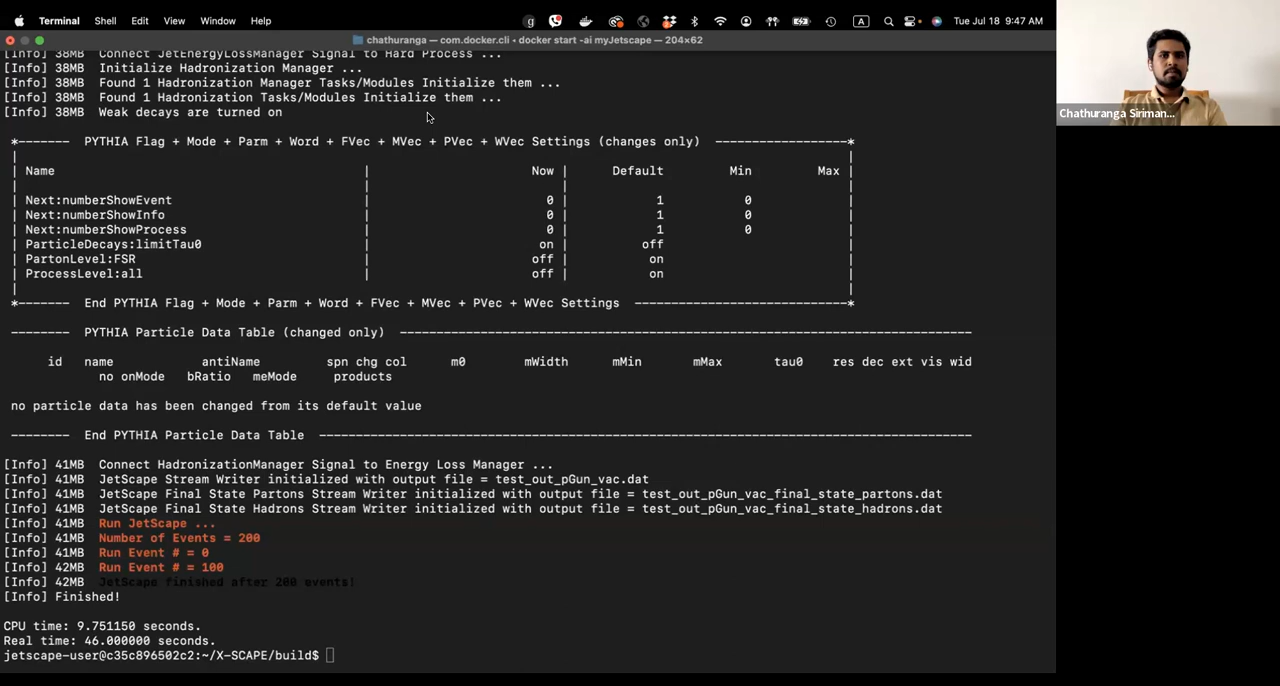 Terminal Shell Edit View Window Help
g A Tue Jul 18 9:47 AM
chathuranga — com.docker.cli • docker start -ai myJetscape — 204×62
[Info] 38MB Connect JetEnergyLossManager Signal to Hard Process ...
[Info] 38MB Initialize Hadronization Manager ...
[Info] 38MB Found 1 Hadronization Manager Tasks/Modules Initialize them ...
[Info] 38MB Found 1 Hadronization Tasks/Modules Initialize them ...
[Info] 38MB Weak decays are turned on
*------- PYTHIA Flag + Mode + Parm + Word + FVec + MVec + PVec + WVec Settings (changes only) ------------------*
| |
| Name | Now | Default Min Max |
| | | |
| Next:numberShowEvent | 0 | 1 0 |
| Next:numberShowInfo | 0 | 1 0 |
| Next:numberShowProcess | 0 | 1 0 |
| ParticleDecays:limitTau0 | on | off |
| PartonLevel:FSR | off | on |
| ProcessLevel:all | off | on |
| |
*------- End PYTHIA Flag + Mode + Parm + Word + FVec + MVec + PVec + WVec Settings -----------------------------*
-------- PYTHIA Particle Data Table (changed only) ------------------------------------------------------------------------------
id name antiName spn chg col m0 mWidth mMin mMax tau0 res dec ext vis wid
no onMode bRatio meMode products
no particle data has been changed from its default value
-------- End PYTHIA Particle Data Table -----------------------------------------------------------------------------------------
[Info] 41MB Connect HadronizationManager Signal to Energy Loss Manager ...
[Info] 41MB JetScape Stream Writer initialized with output file = test_out_pGun_vac.dat
[Info] 41MB JetScape Final State Partons Stream Writer initialized with output file = test_out_pGun_vac_final_state_partons.dat
[Info] 41MB JetScape Final State Hadrons Stream Writer initialized with output file = test_out_pGun_vac_final_state_hadrons.dat
[Info] 41MB Run JetScape ...
[Info] 41MB Number of Events = 200
[Info] 41MB Run Event # = 0
[Info] 42MB Run Event # = 100
[Info] 42MB JetScape finished after 200 events!
[Info] Finished!
CPU time: 9.751150 seconds.
Real time: 46.000000 seconds.
jetscape-user@c35c896502c2:~/X-SCAPE/build$
Chathuranga Siriman...